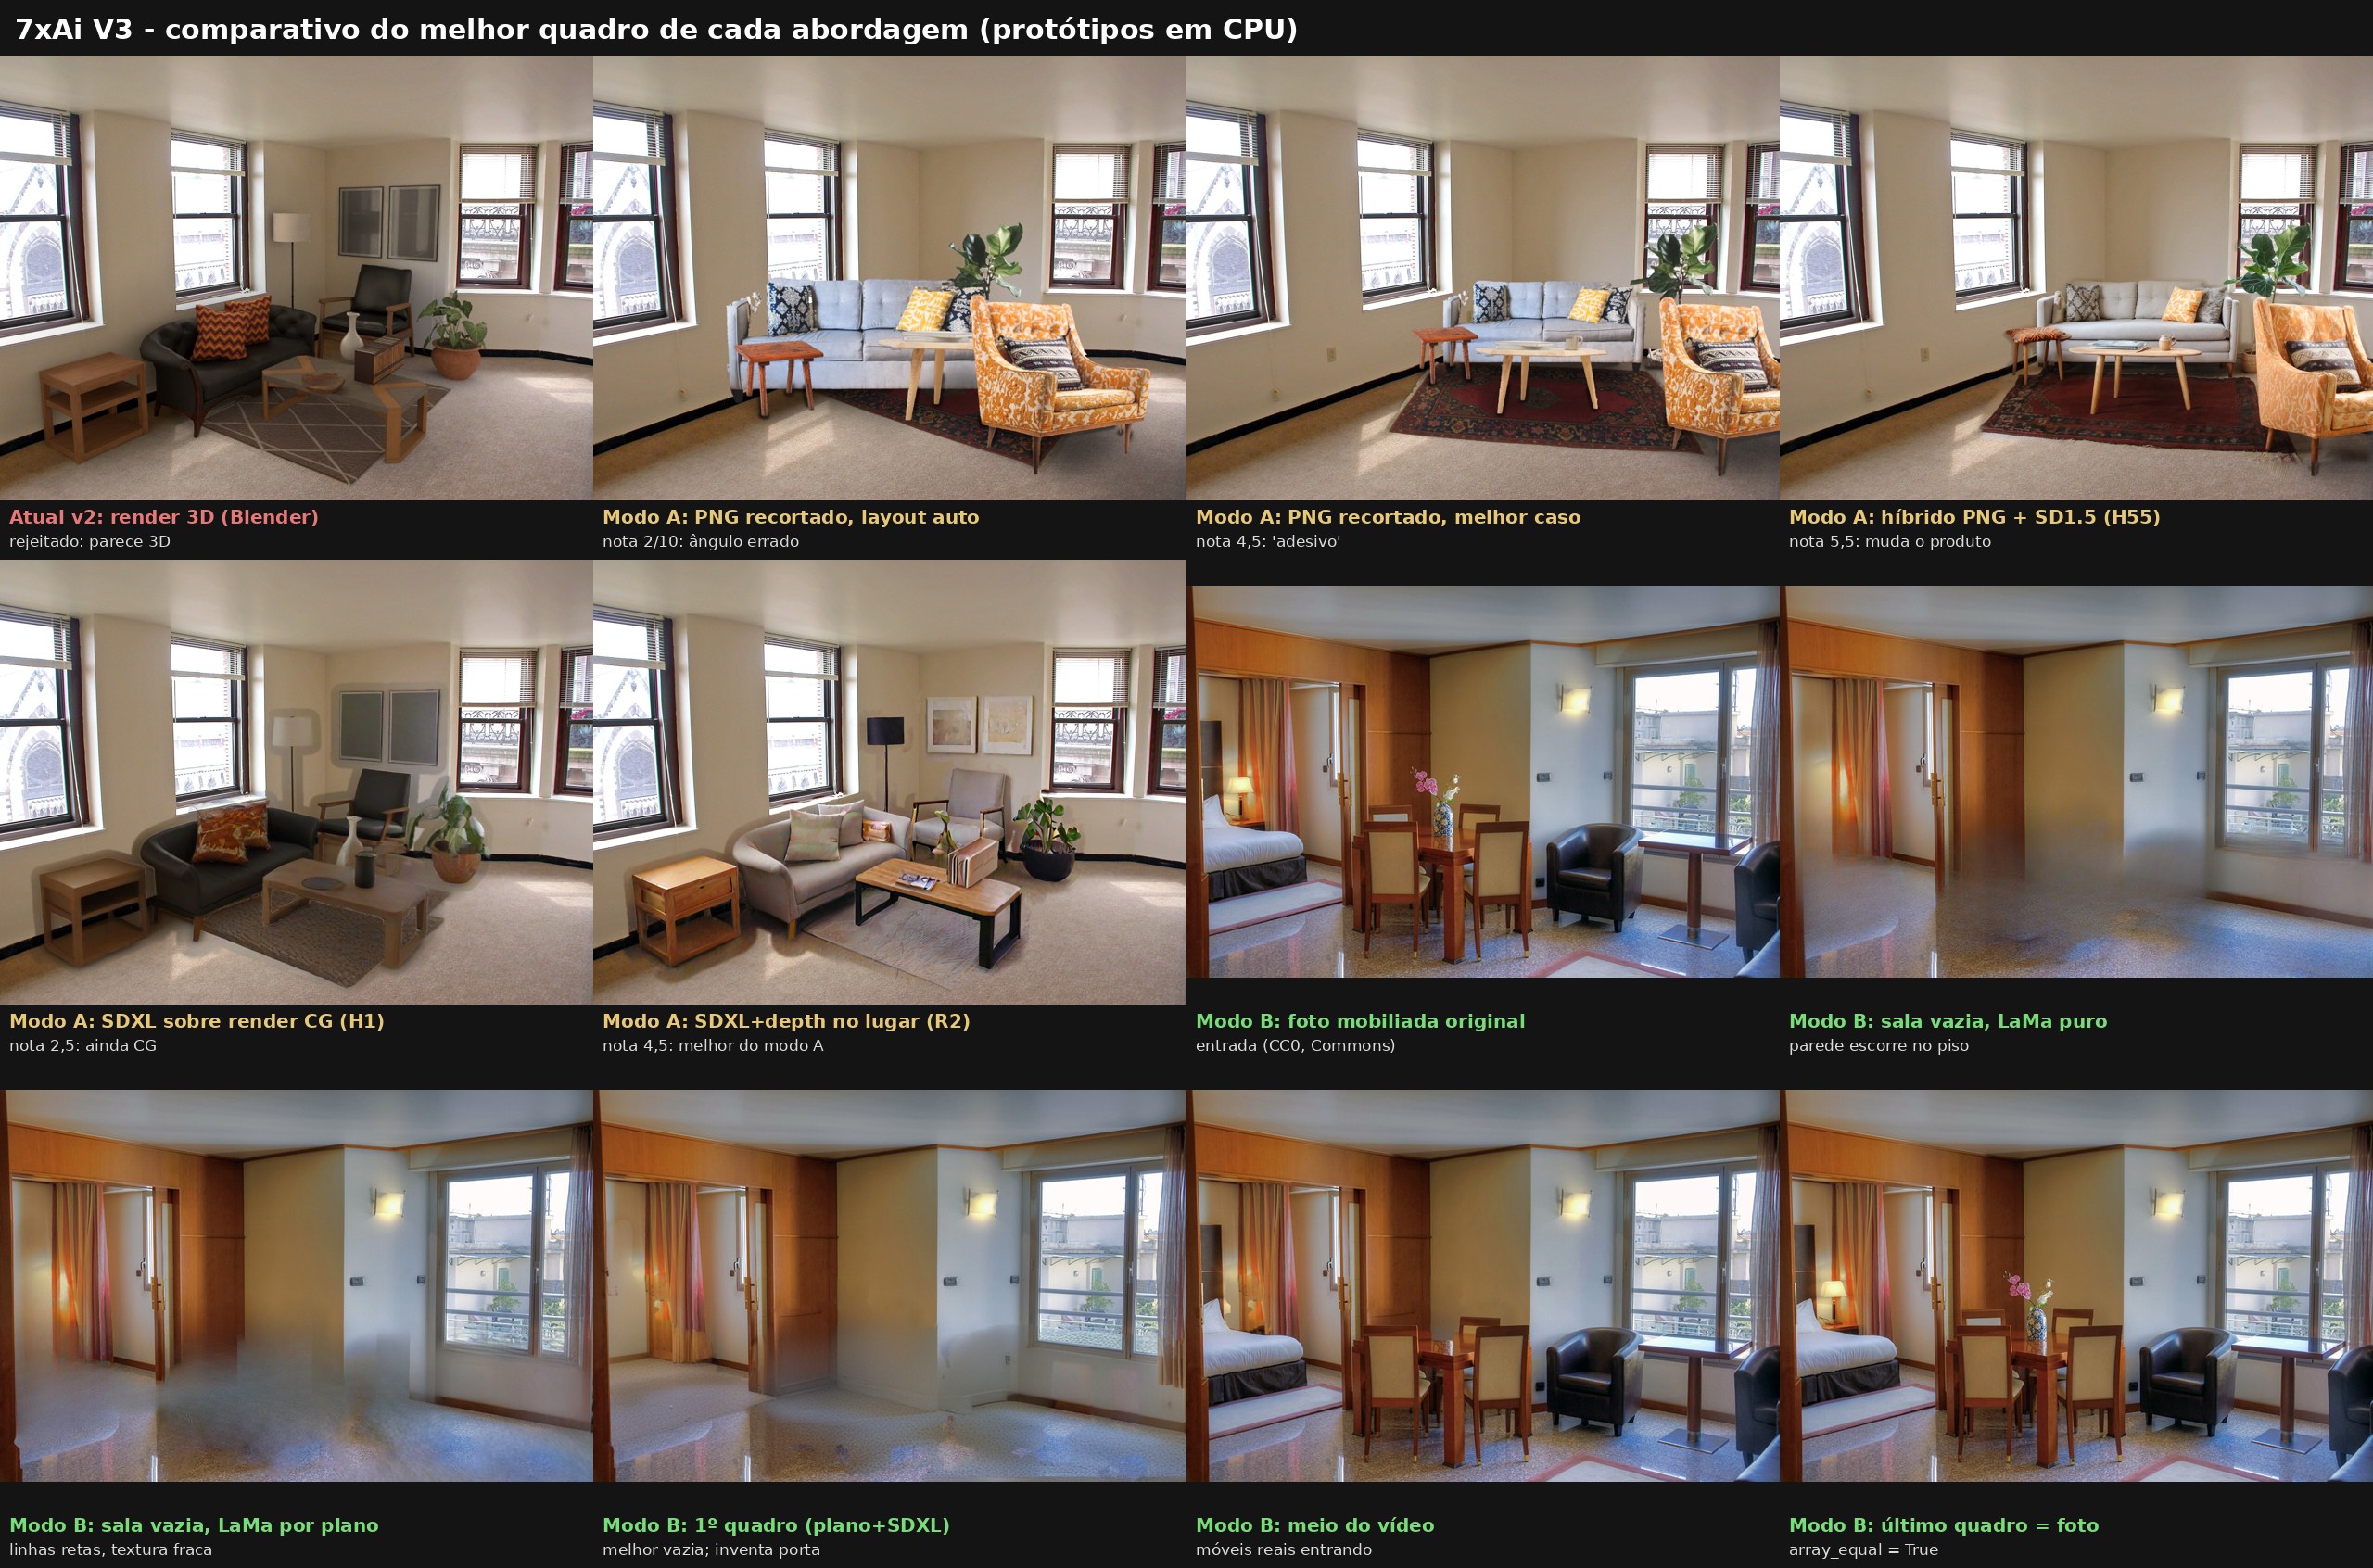 7xAi V3 - comparativo do melhor quadro de cada abordagem (protótipos em CPU)
Atual v2: render 3D (Blender)
rejeitado: parece 3D
Modo A: PNG recortado, layout auto
nota 2/10: ângulo errado
Modo A: PNG recortado, melhor caso
nota 4,5: 'adesivo'
Modo A: híbrido PNG + SD1.5 (H55)
nota 5,5: muda o produto
Modo A: SDXL sobre render CG (H1)
nota 2,5: ainda CG
Modo A: SDXL+depth no lugar (R2)
nota 4,5: melhor do modo A
Modo B: foto mobiliada original
entrada (CC0, Commons)
Modo B: sala vazia, LaMa puro
parede escorre no piso
Modo B: sala vazia, LaMa por plano
linhas retas, textura fraca
Modo B: 1º quadro (plano+SDXL)
melhor vazia; inventa porta
Modo B: meio do vídeo
móveis reais entrando
Modo B: último quadro = foto
array_equal = True